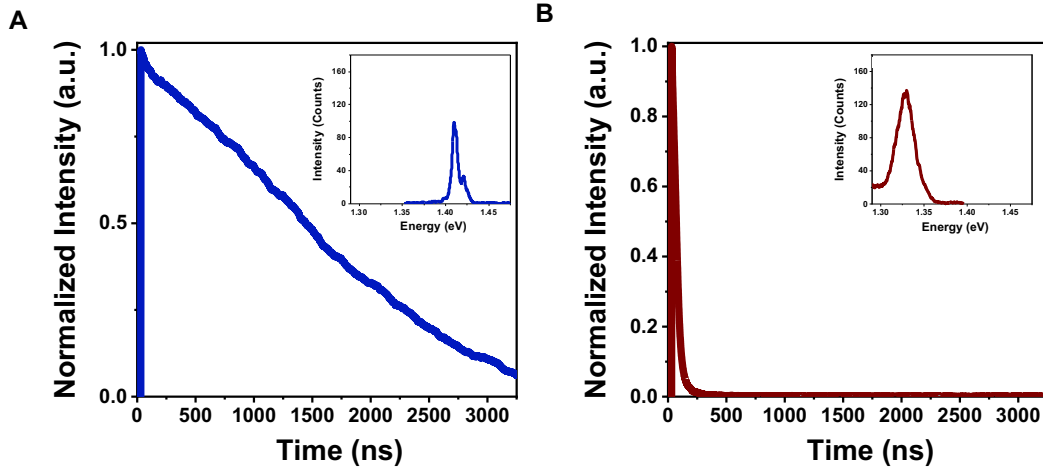 A
Normalized Intensity (a.u.)
1.0
0.5
0.0
0 500 1000 1500 2000 2500 3000
Time (ns)
Intensity (Counts)
160
120
80
40
0
1.30 1.35 1.40 1.45
Energy (eV)
B
Normalized Intensity (a.u.)
1.0
0.8
0.6
0.4
0.2
0.0
0 500 1000 1500 2000 2500 3000
Time (ns)
Intensity (Counts)
160
120
80
40
0
1.30 1.35 1.40 1.45
Energy (eV)